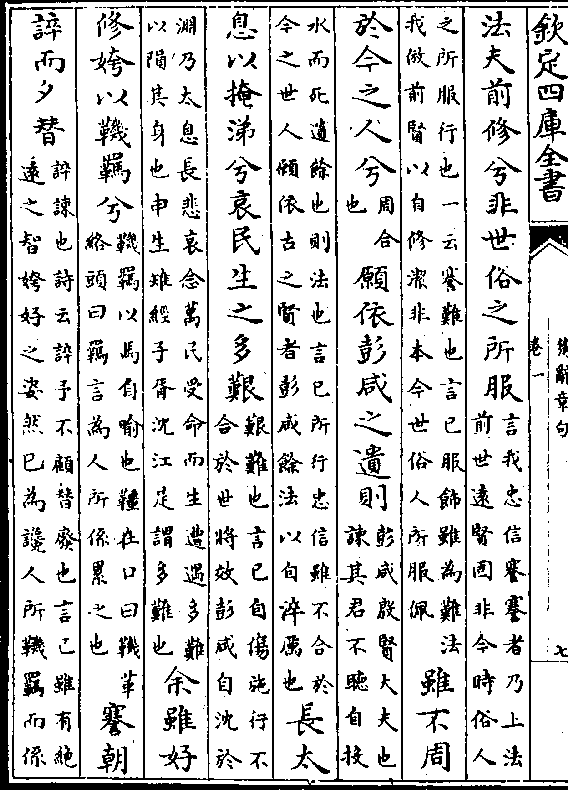 欽定四庫全書
楚辭章句
卷一
七
法夫前修兮非世俗之所服
言我忠信謇謇者乃上法
前世遠賢固非今時俗人
之所服行也一云謇難也言已服飾雖為難法
我倣前賢以自修潔非本今世俗人所服佩
雖不周
於今之人兮
周合
也
願依彭咸之遺則
彭咸殷賢大夫也
諫其君不聽自投
水而死遺餘也則法也言已所行忠信雖不合於
今之世人願依古之賢者彭咸餘法以自淬厲也
長太
息以掩涕兮哀民生之多艱
艱難也言已自傷施行不
合於世將效彭咸自沈於
淵乃太息長悲哀念萬民受命而生遭遇多難
以隕其身也申生雉經子胥沈江是謂多難也
余雖好
修姱以鞿羈兮
鞿羈以馬自喻也韁在口曰鞿革
絡頭曰羈言為人所係累之也
謇朝
誶而夕替
誶諫也詩云誶予不顧替廢也言已雖有絶
遠之智姱好之姿然已為讒人所鞿羈而係